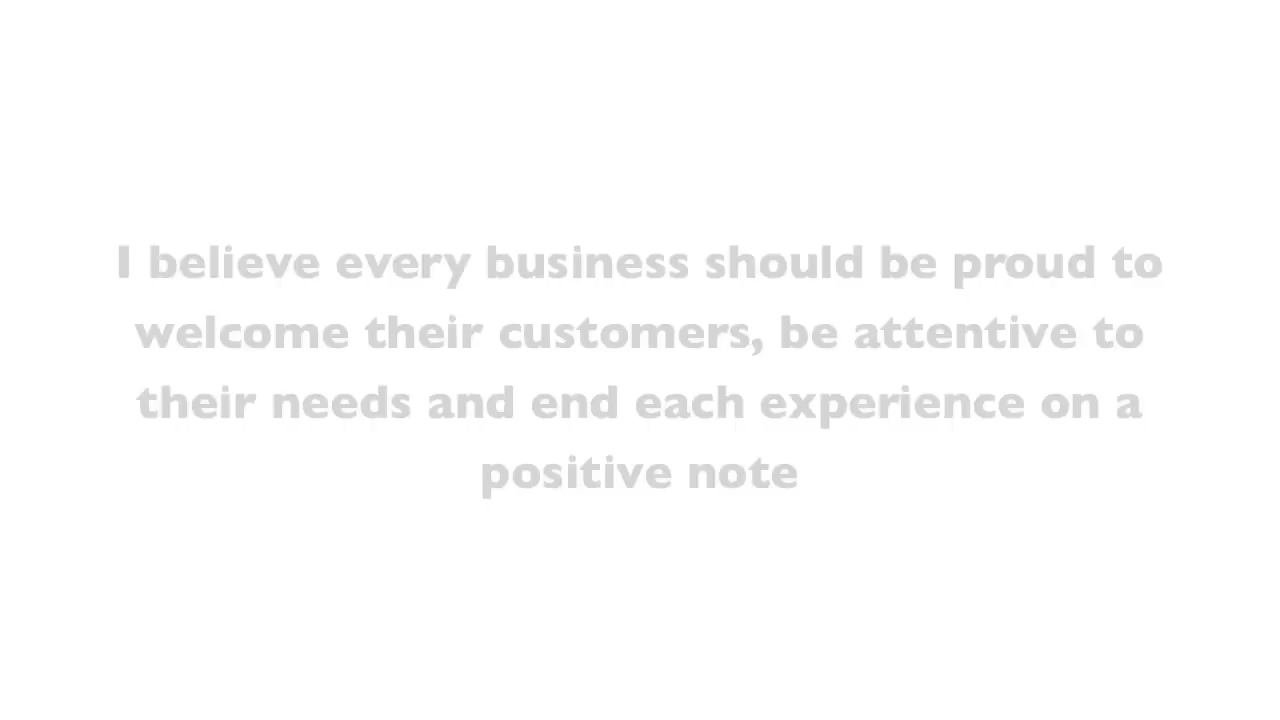 I believe every business should be proud to
welcome their customers, be attentive to
their needs and end each experience on a
positive note